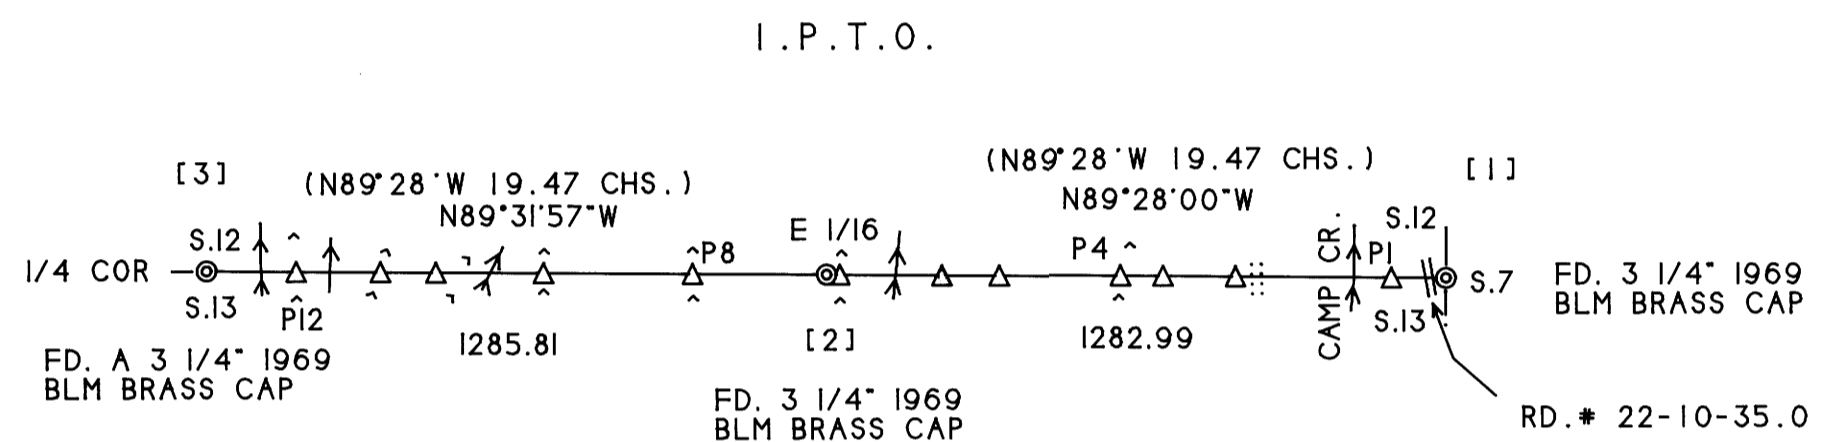 I.P.T.O.
[3]
(N89°28'W 19.47 CHS.)
N89°31'57"W
(N89°28'W 19.47 CHS.)
N89°28'00"W
[1]
S.12
1/4 COR
S.13
P12
P8
E 1/16
P4
CAMP CR.
P1
S.12
S.13
S.7
FD. 3 1/4" 1969
BLM BRASS CAP
1285.81
[2]
1282.99
FD. A 3 1/4" 1969
BLM BRASS CAP
FD. 3 1/4" 1969
BLM BRASS CAP
RD.# 22-10-35.0